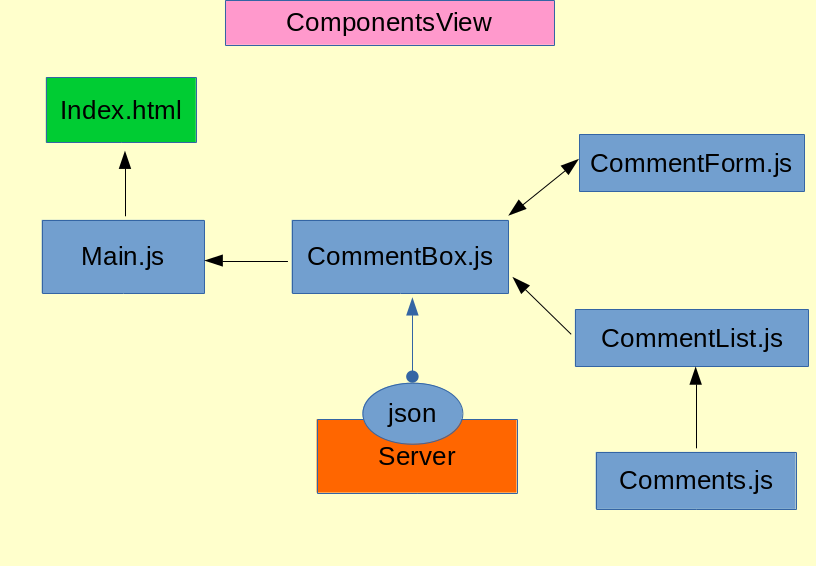 ComponentsView
Index.html
CommentForm.js
Main.js
CommentBox.js
CommentList.js
json
Server
Comments.js